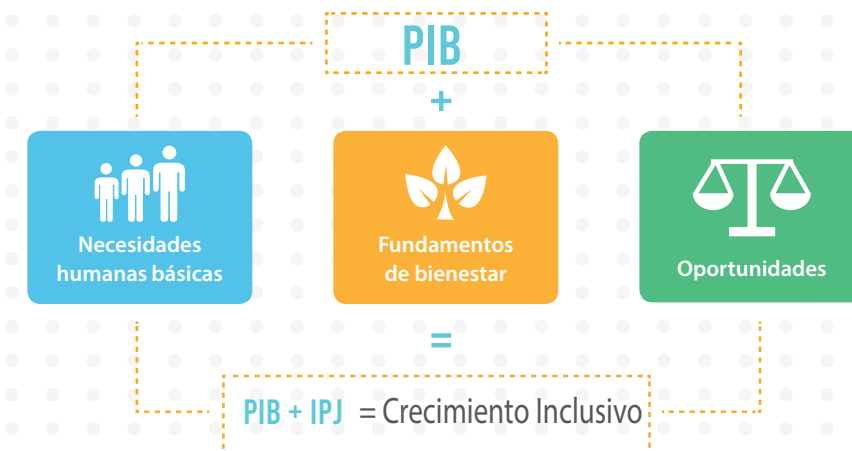 PIB
+
Necesidades
humanas básicas
Fundamentos
de bienestar
Oportunidades
=
PIB + IPJ = Crecimiento Inclusivo